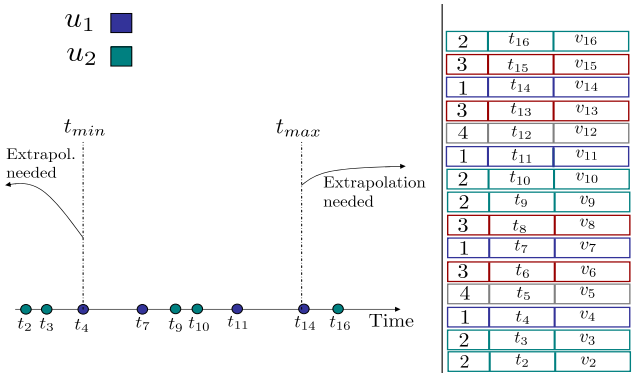 u₁
u₂
t_min
t_max
Extrapol.
needed
Extrapolation
needed
t₂ t₃ t₄ t₇ t₉ t₁₀ t₁₁ t₁₄ t₁₆ Time
2 t₁₆ v₁₆
3 t₁₅ v₁₅
1 t₁₄ v₁₄
3 t₁₃ v₁₃
4 t₁₂ v₁₂
1 t₁₁ v₁₁
2 t₁₀ v₁₀
2 t₉ v₉
3 t₈ v₈
1 t₇ v₇
3 t₆ v₆
4 t₅ v₅
1 t₄ v₄
2 t₃ v₃
2 t₂ v₂